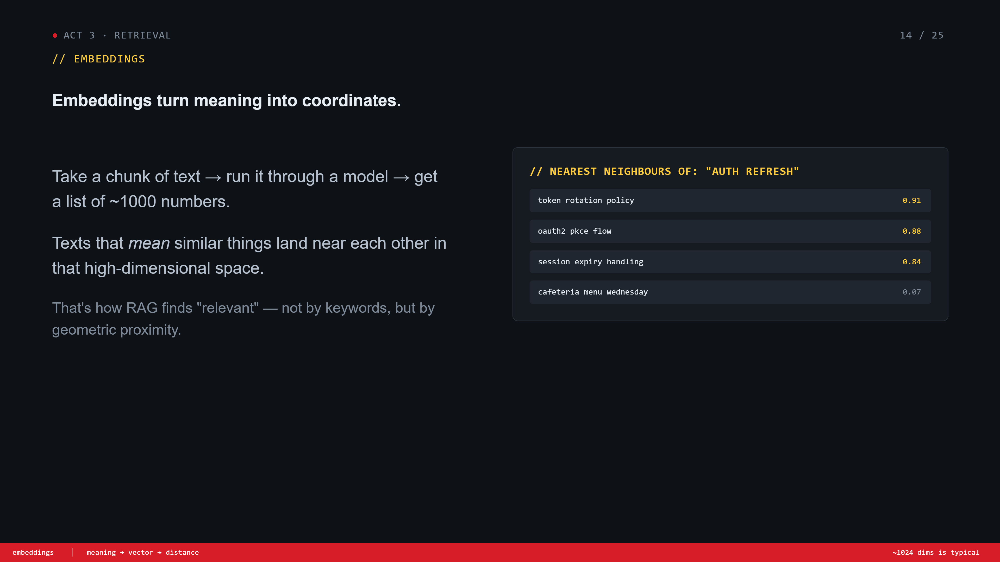 ACT 3 · RETRIEVAL
14 / 25
// EMBEDDINGS
Embeddings turn meaning into coordinates.
Take a chunk of text → run it through a model → get
a list of ~1000 numbers.
Texts that mean similar things land near each other in
that high-dimensional space.
That's how RAG finds "relevant" — not by keywords, but by
geometric proximity.
// NEAREST NEIGHBOURS OF: "AUTH REFRESH"
token rotation policy 0.91
oauth2 pkce flow 0.88
session expiry handling 0.84
cafeteria menu wednesday 0.07
embeddings | meaning → vector → distance
~1024 dims is typical